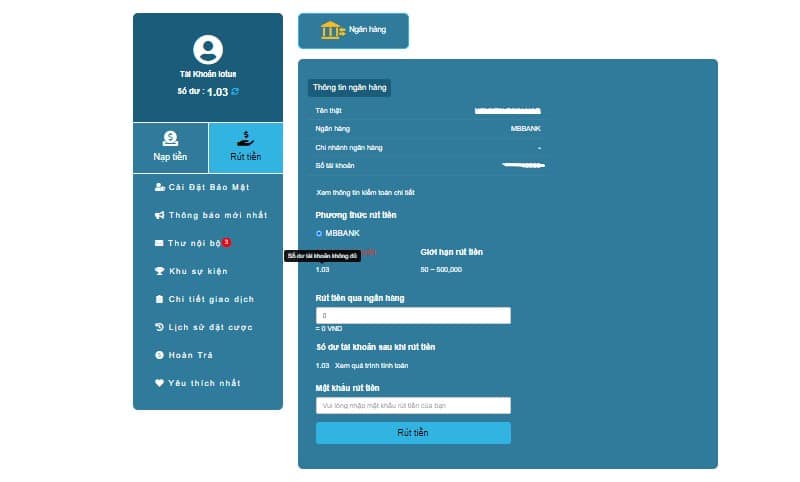 Tài Khoản lotus
Số dư : 1.03
Nạp tiền
Rút tiền
Cài Đặt Bảo Mật
Thông báo mới nhất
Thư nội bộ 3
Khu sự kiện
Chi tiết giao dịch
Lịch sử đặt cược
Hoàn Trả
Yêu thích nhất
Ngân hàng
Thông tin ngân hàng
Tên thật
Ngân hàng MBBANK
Chi nhánh ngân hàng -
Số tài khoản
Xem thông tin kiểm toán chi tiết
Phương thức rút tiền
MBBANK
Số dư tài khoản không đủ
Giới hạn rút tiền
1.03 50 ~ 500,000
Rút tiền qua ngân hàng
0
= 0 VND
Số dư tài khoản sau khi rút tiền
1.03 Xem quá trình tính toán
Mật khẩu rút tiền
Vui lòng nhập mật khẩu rút tiền của bạn
Rút tiền